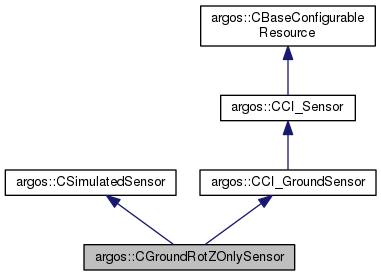 argos::CBaseConfigurable
Resource
argos::CCI_Sensor
argos::CSimulatedSensor
argos::CCI_GroundSensor
argos::CGroundRotZOnlySensor